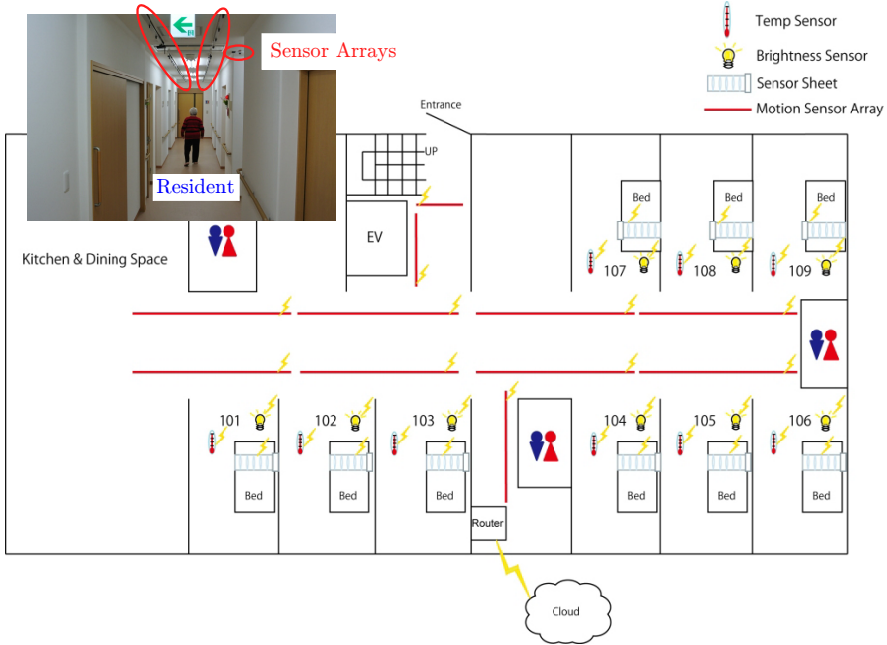 Temp Sensor
Brightness Sensor
Sensor Sheet
Motion Sensor Array
Sensor Arrays
Resident
Entrance
UP
EV
Kitchen & Dining Space
Bed
Bed
Bed
107
108
109
101
102
103
104
105
106
Bed
Bed
Bed
Bed
Bed
Bed
Router
Cloud